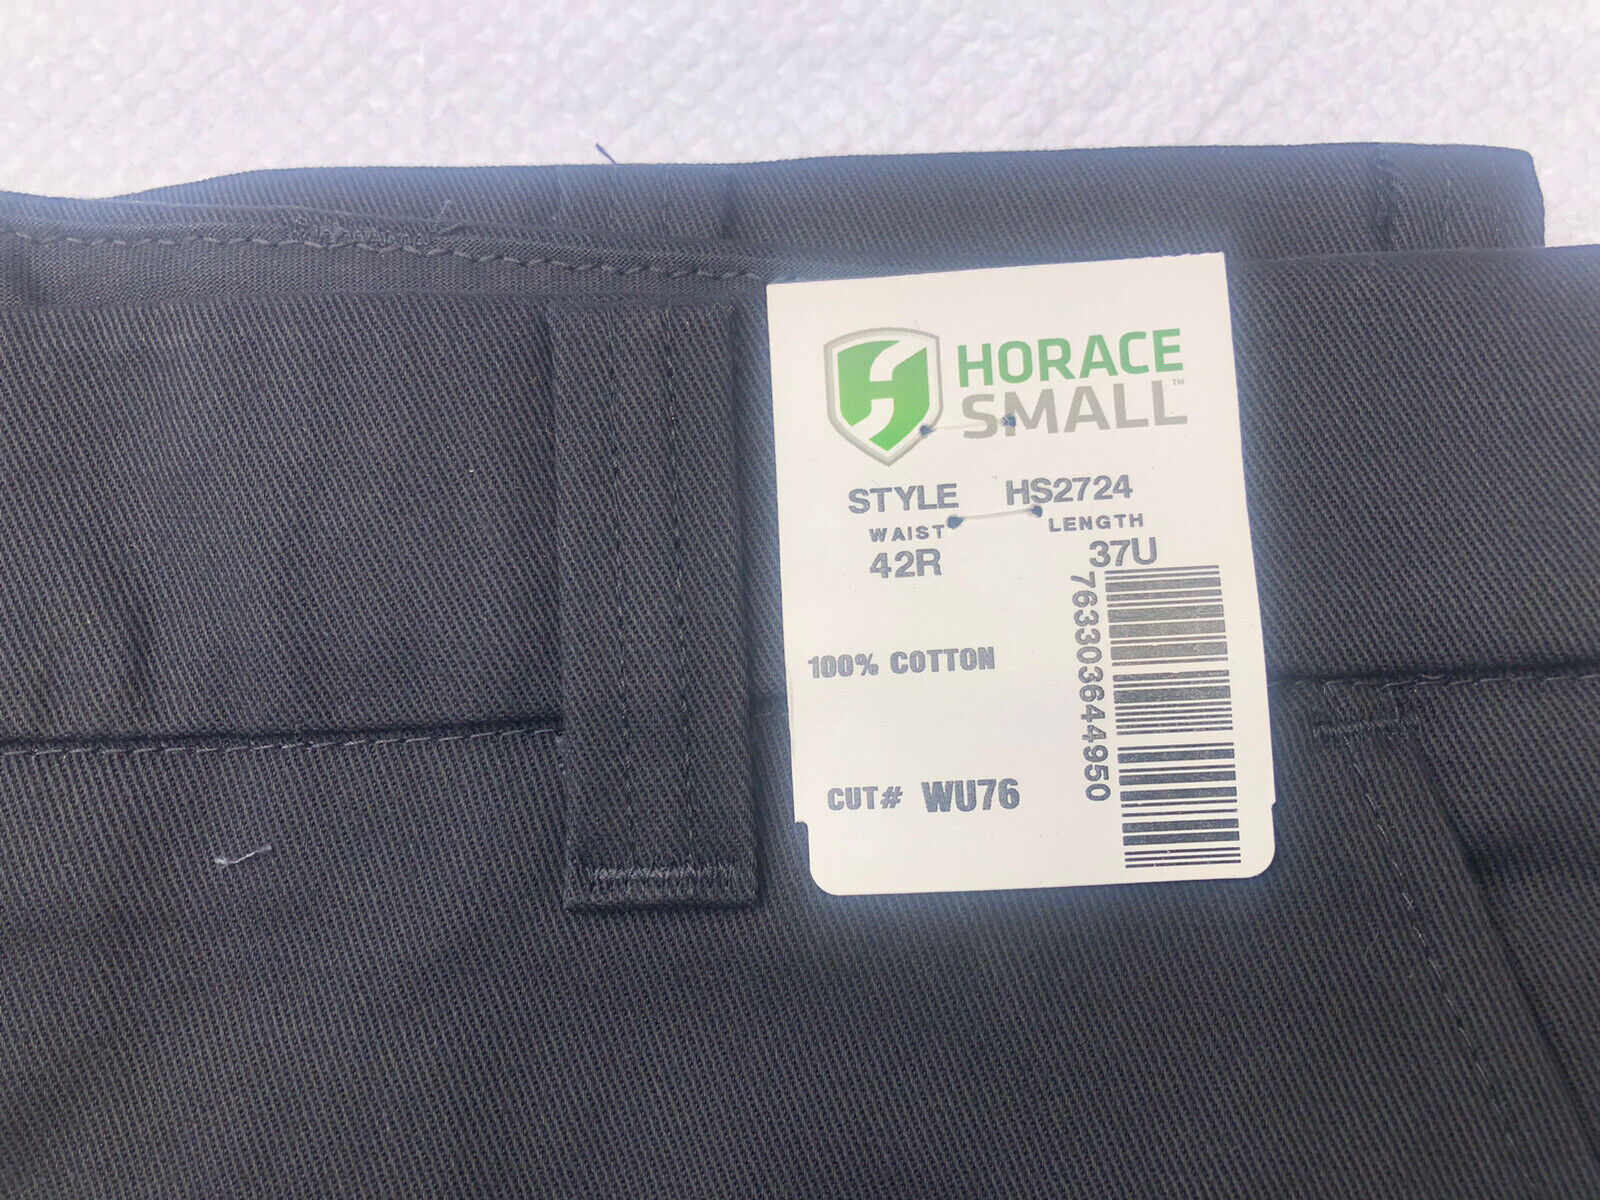 HORACE
SMALL™
STYLE HS2724
WAIST LENGTH
42R 37U
100% COTTON
CUT# WU76
763303644950